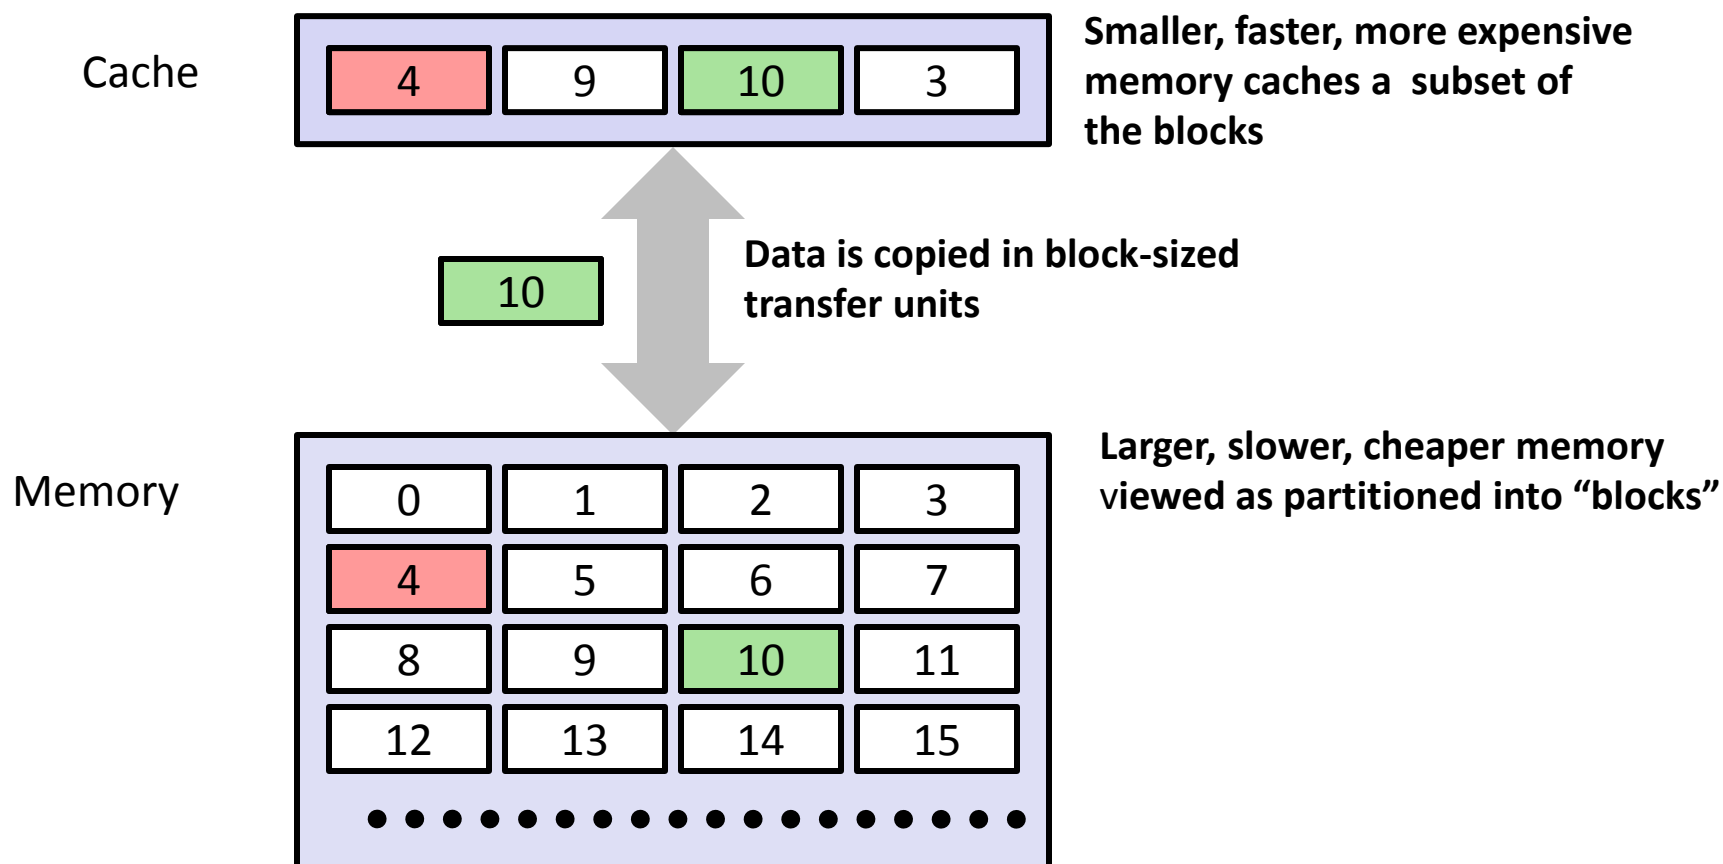 Cache
4 9 10 3
Smaller, faster, more expensive
memory caches a  subset of
the blocks
10
Data is copied in block-sized
transfer units
Memory
Larger, slower, cheaper memory
viewed as partitioned into “blocks”
0 1 2 3
4 5 6 7
8 9 10 11
12 13 14 15